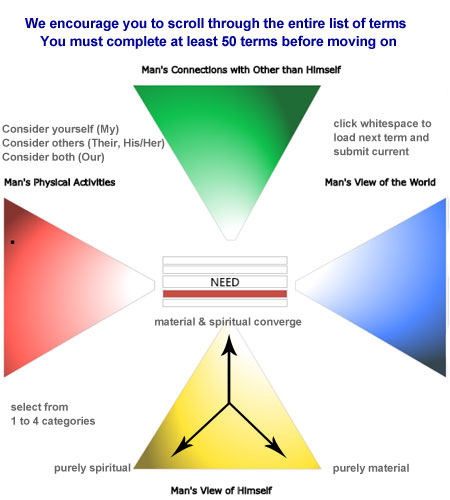 We encourage you to scroll through the entire list of terms
You must complete at least 50 terms before moving on
Man's Connections with Other than Himself
Consider yourself (My)
Consider others (Their, His/Her)
Consider both (Our)
click whitespace to
load next term and
submit current
Man's Physical Activities
Man's View of the World
NEED
material & spiritual converge
select from
1 to 4 categories
purely spiritual
purely material
Man's View of Himself